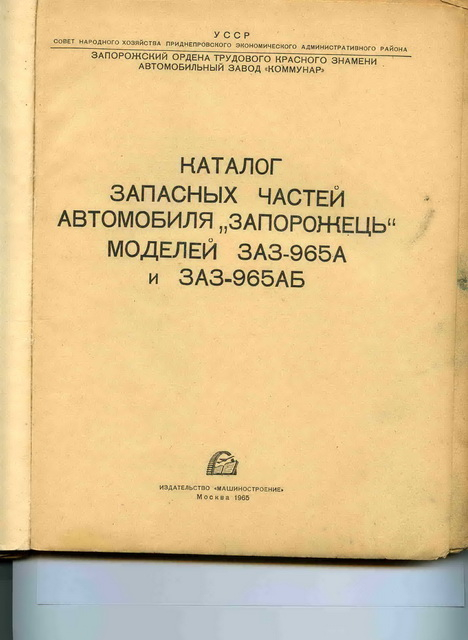 УССР
СОВЕТ НАРОДНОГО ХОЗЯЙСТВА ПРИДНЕПРОВСКОГО ЭКОНОМИЧЕСКОГО АДМИНИСТРАТИВНОГО РАЙОНА
ЗАПОРОЖСКИЙ ОРДЕНА ТРУДОВОГО КРАСНОГО ЗНАМЕНИ
АВТОМОБИЛЬНЫЙ ЗАВОД «КОММУНАР»
КАТАЛОГ
ЗАПАСНЫХ ЧАСТЕЙ
АВТОМОБИЛЯ „ЗАПОРОЖЕЦЬ“
МОДЕЛЕЙ ЗАЗ-965А
и ЗАЗ-965АБ
ИЗДАТЕЛЬСТВО «МАШИНОСТРОЕНИЕ»
Москва 1965